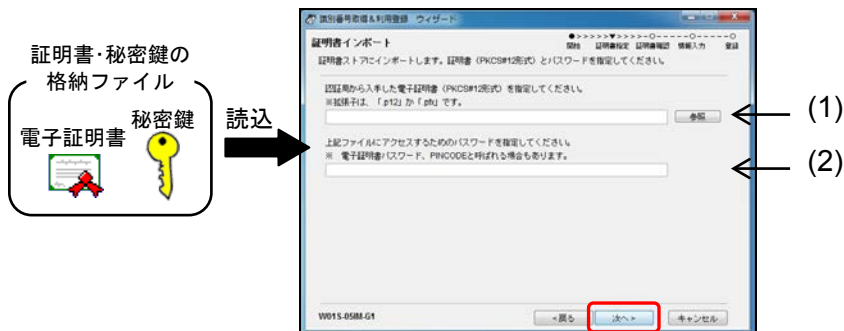 識別番号取得&利用登録 ウィザード
証明書インポート
●>>>>>▼>>>>>-○-----○-----○
開始 証明書指定 証明書確認 情報入力 登録
証明書ストアにインポートします。証明書（PKCS#12形式）とパスワードを指定してください。
証明書・秘密鍵の
格納ファイル
電子証明書
秘密鍵
読込
認証局から入手した電子証明書（PKCS#12形式）を指定してください。
※拡張子は、「.p12」か「.pfx」です。
参照
(1)
上記ファイルにアクセスするためのパスワードを指定してください。
※ 電子証明書パスワード、PINCODEと呼ばれる場合もあります。
(2)
W01S-05IM-G1
<戻る
次へ>
キャンセル